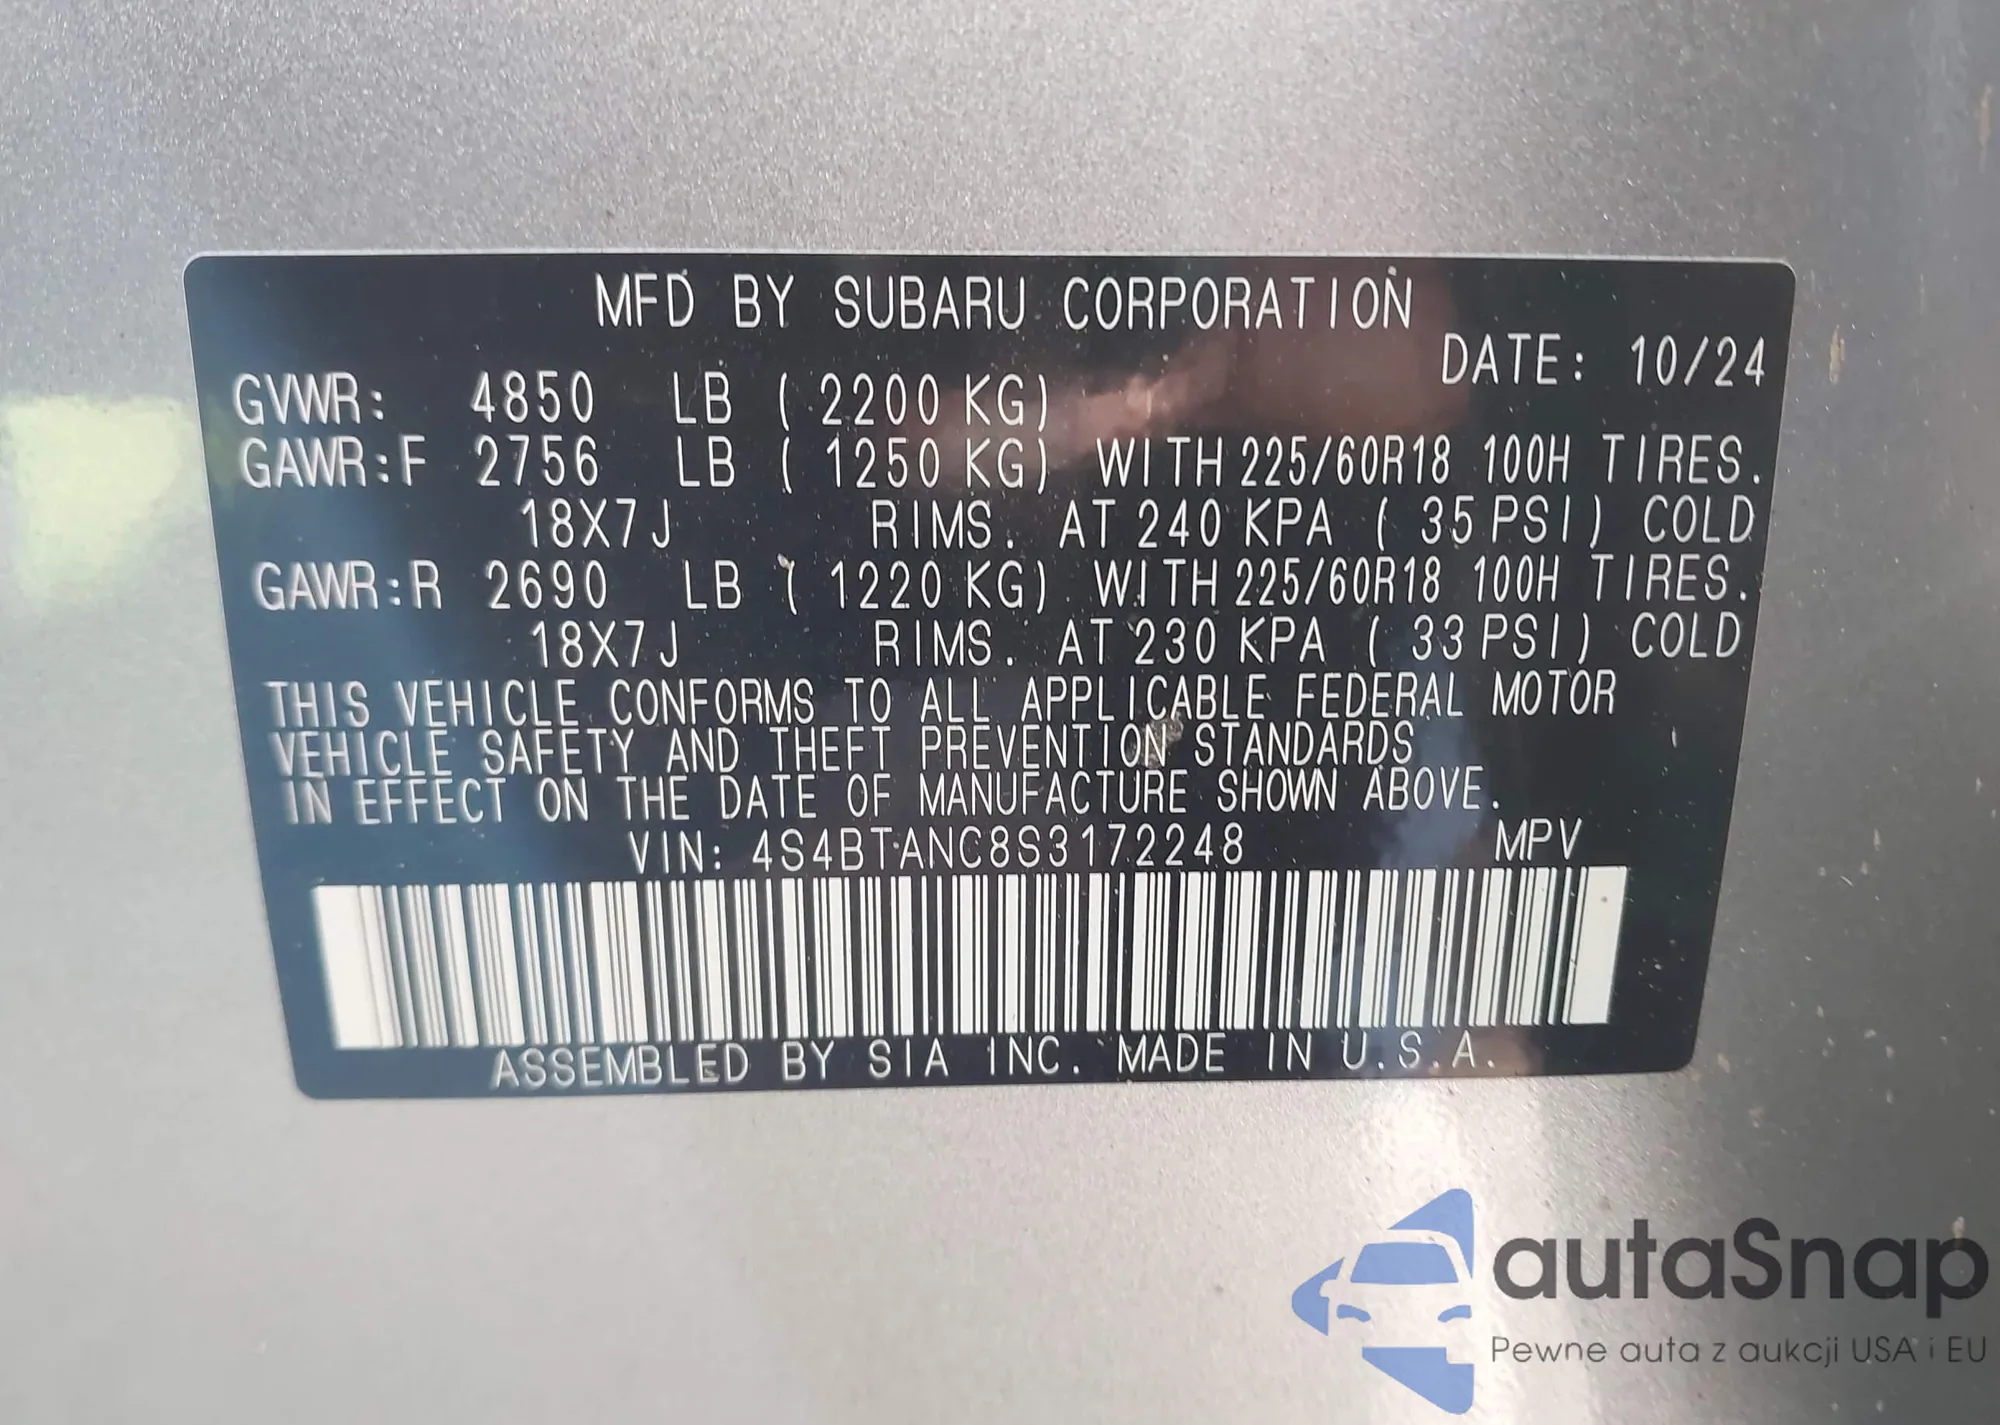 MFD BY SUBARU CORPORATION
DATE: 10/24
GVWR: 4850 LB ( 2200 KG)
GAWR:F 2756 LB ( 1250 KG) WITH 225/60R18 100H TIRES.
18X7J RIMS. AT 240 KPA ( 35 PSI) COLD
GAWR:R 2690 LB ( 1220 KG) WITH 225/60R18 100H TIRES.
18X7J RIMS. AT 230 KPA ( 33 PSI) COLD
THIS VEHICLE CONFORMS TO ALL APPLICABLE FEDERAL MOTOR
VEHICLE SAFETY AND THEFT PREVENTION STANDARDS
IN EFFECT ON THE DATE OF MANUFACTURE SHOWN ABOVE.
VIN: 4S4BTANC8S3172248 MPV
ASSEMBLED BY SIA INC. MADE IN U.S.A.
autaSnap
Pewne auta z aukcji USA i EU